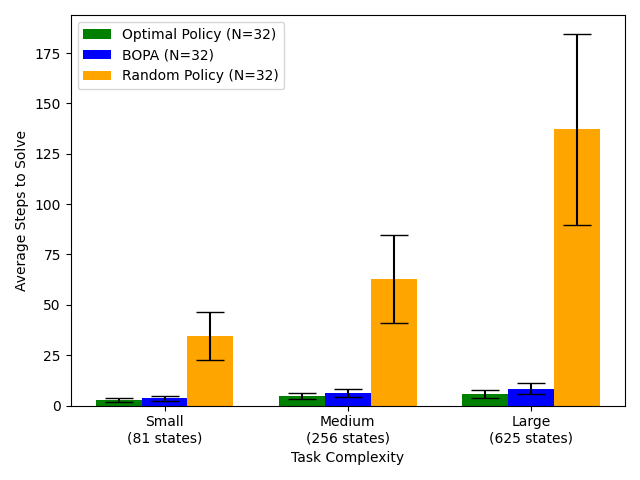 Optimal Policy (N=32)
BOPA (N=32)
Random Policy (N=32)
Average Steps to Solve
175
150
125
100
75
50
25
0
Small
(81 states)
Medium
(256 states)
Large
(625 states)
Task Complexity